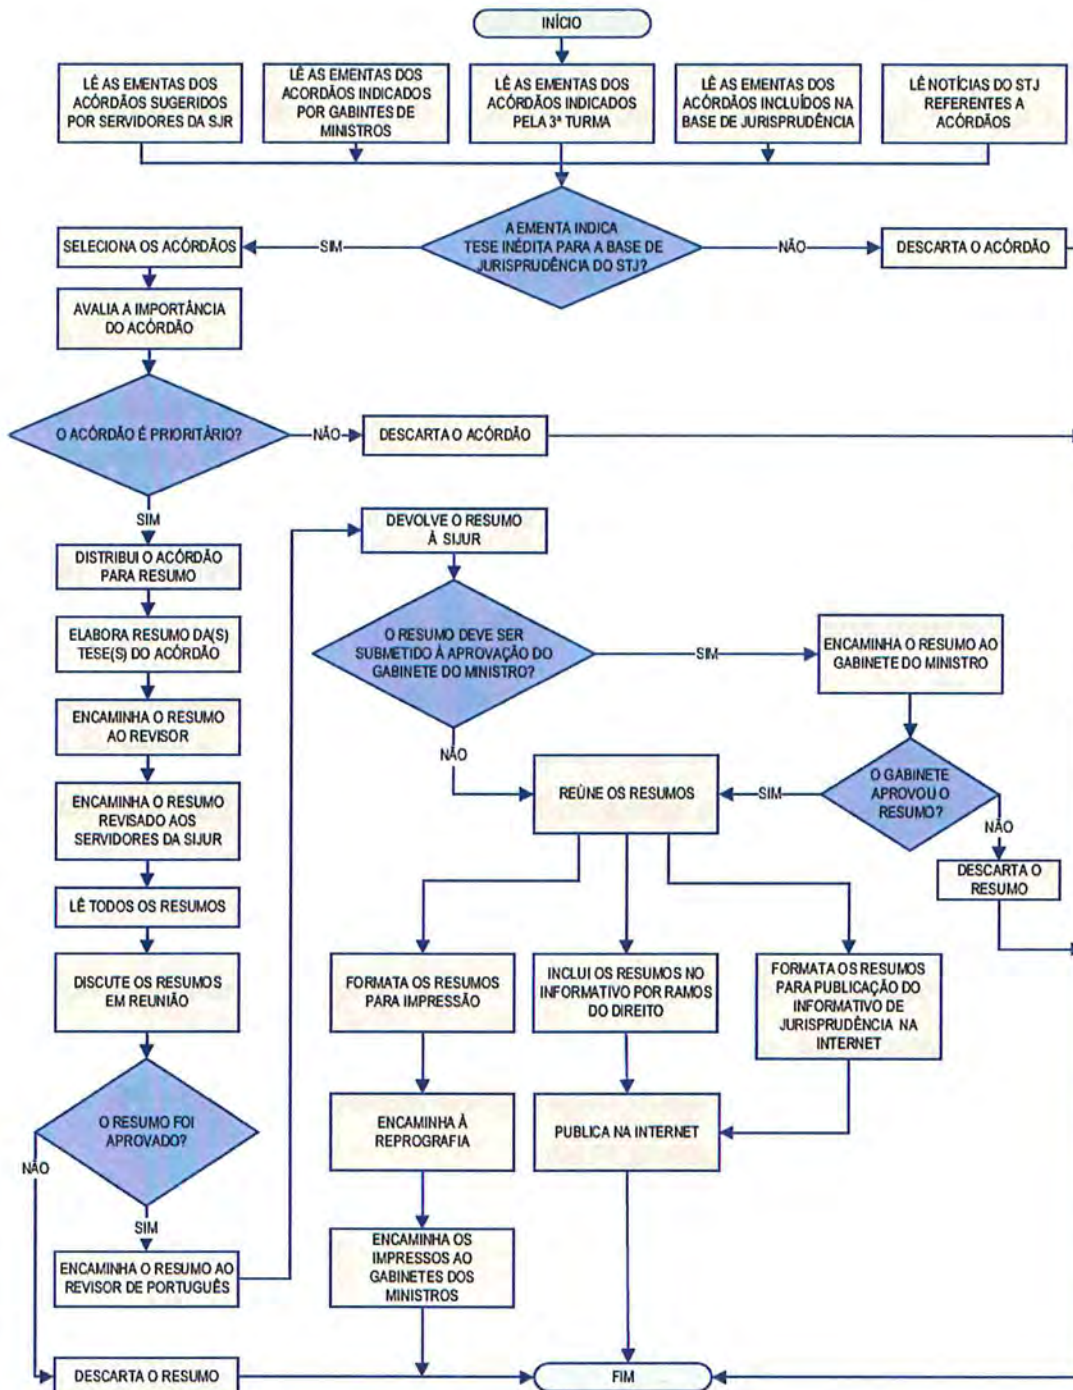 INÍCIO
LÊ AS EMENTAS DOS
ACÓRDÃOS SUGERIDOS
POR SERVIDORES DA SJR
LÊ AS EMENTAS DOS
ACORDÃOS INDICADOS
POR GABINTES DE
MINISTROS
LÊ AS EMENTAS DOS
ACÓRDÃOS INDICADOS
PELA 3ª TURMA
LÊ AS EMENTAS DOS
ACÓRDÃOS INCLUÍDOS NA
BASE DE JURISPRUDÊNCIA
LÊ NOTÍCIAS DO STJ
REFERENTES A
ACÓRDÃOS
A EMENTA INDICA
TESE INÉDITA PARA A BASE DE
JURISPRUDÊNCIA DO STJ?
SIM
NÃO
SELECIONA OS ACÓRDÃOS
DESCARTA O ACÓRDÃO
AVALIA A IMPORTÂNCIA
DO ACÓRDÃO
O ACÓRDÃO É PRIORITÁRIO?
NÃO
DESCARTA O ACÓRDÃO
SIM
DISTRIBUI O ACÓRDÃO
PARA RESUMO
ELABORA RESUMO DA(S)
TESE(S) DO ACÓRDÃO
ENCAMINHA O RESUMO
AO REVISOR
ENCAMINHA O RESUMO
REVISADO AOS
SERVIDORES DA SIJUR
LÊ TODOS OS RESUMOS
DISCUTE OS RESUMOS
EM REUNIÃO
O RESUMO FOI
APROVADO?
NÃO
SIM
ENCAMINHA O RESUMO AO
REVISOR DE PORTUGUÊS
DESCARTA O RESUMO
DEVOLVE O RESUMO
À SIJUR
O RESUMO DEVE SER
SUBMETIDO À APROVAÇÃO DO
GABINETE DO MINISTRO?
SIM
ENCAMINHA O RESUMO AO
GABINETE DO MINISTRO
NÃO
O GABINETE
APROVOU O
RESUMO?
SIM
NÃO
DESCARTA O
RESUMO
REÚNE OS RESUMOS
FORMATA OS RESUMOS
PARA IMPRESSÃO
INCLUI OS RESUMOS NO
INFORMATIVO POR RAMOS
DO DIREITO
FORMATA OS RESUMOS
PARA PUBLICAÇÃO DO
INFORMATIVO DE
JURISPRUDÊNCIA NA
INTERNET
ENCAMINHA À
REPROGRAFIA
PUBLICA NA INTERNET
ENCAMINHA OS
IMPRESSOS AO
GABINETES DOS
MINISTROS
FIM